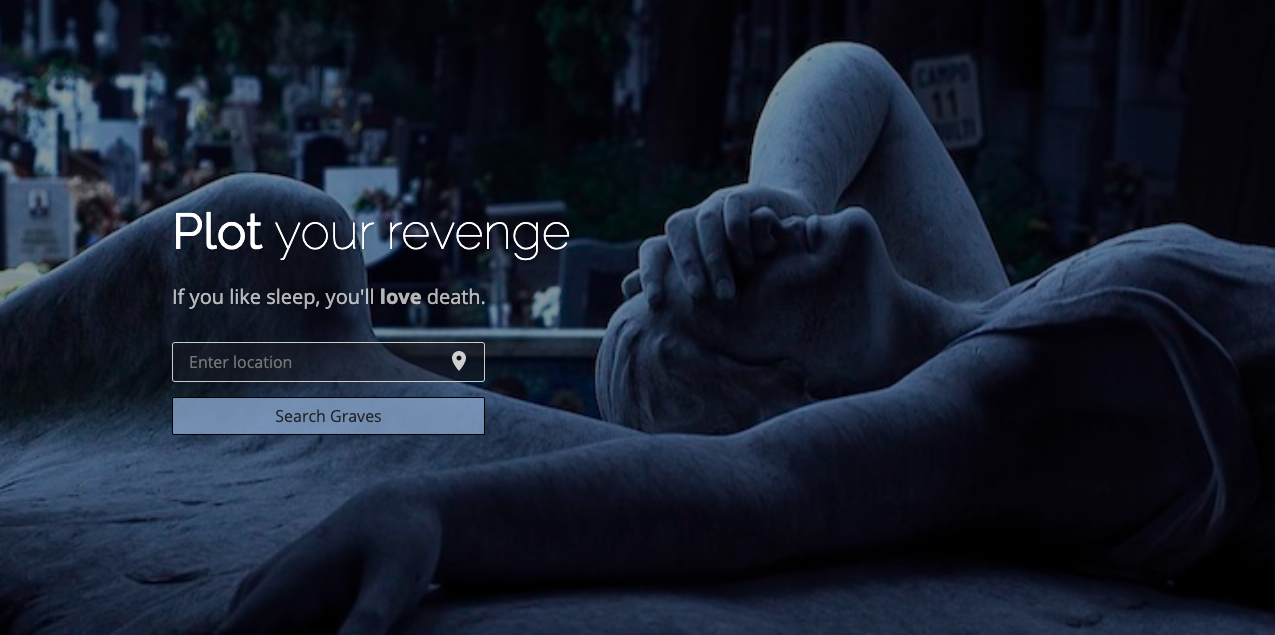 CAMPO
11
Plot your revenge
If you like sleep, you'll love death.
Enter location
Search Graves